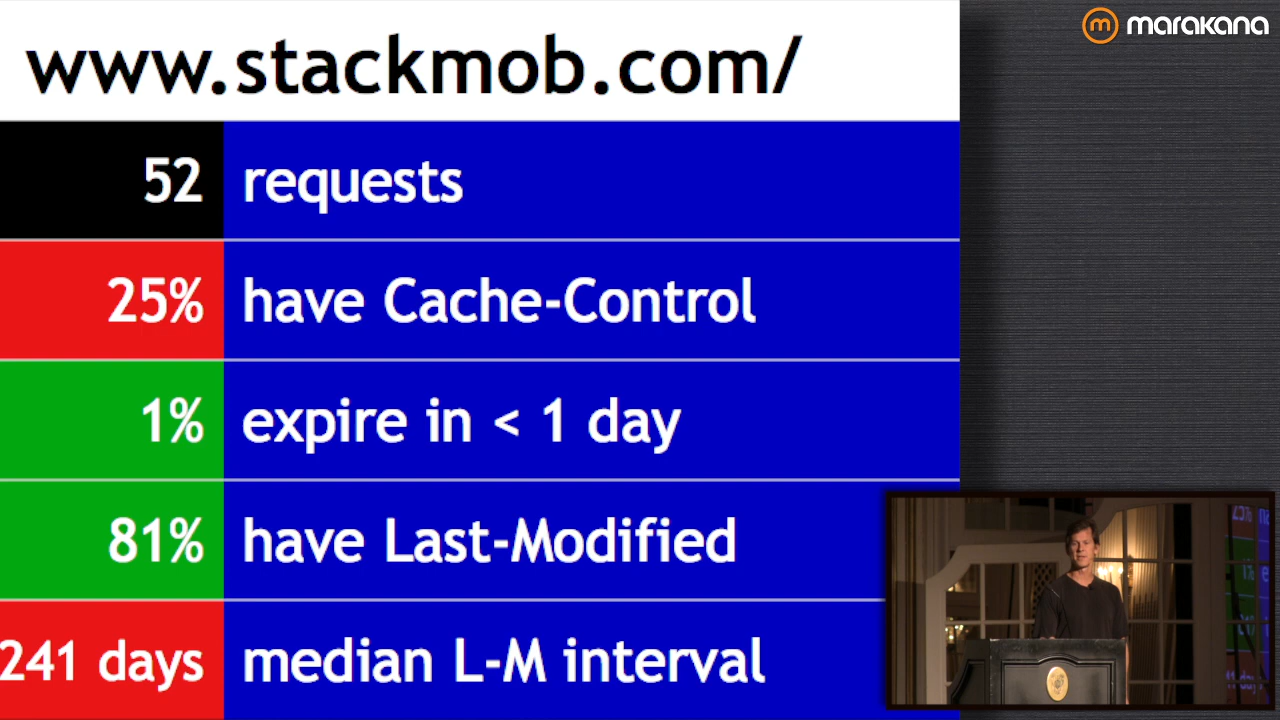 www.stackmob.com/
marakana
52 requests
25% have Cache-Control
1% expire in < 1 day
81% have Last-Modified
241 days median L-M interval